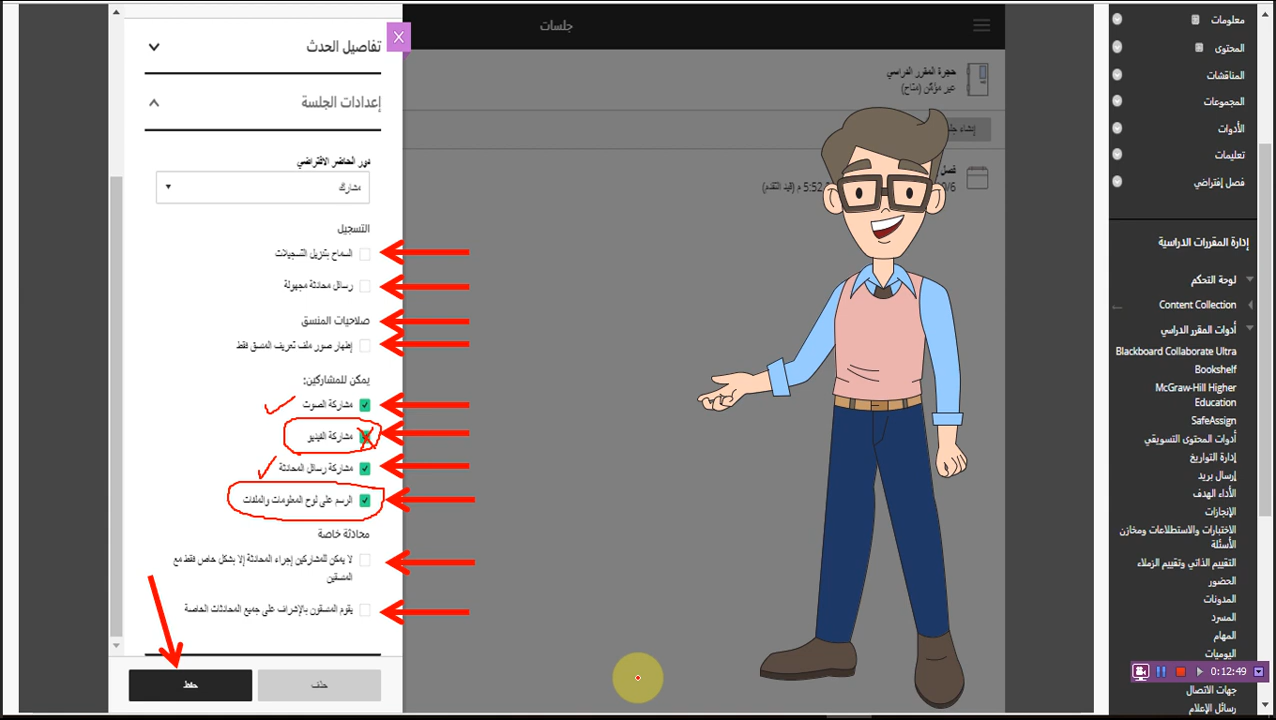 جلسات
تفاصيل الحدث
إعدادات الجلسة
دور الحاضر الافتراضي
مشارك
التسجيل
السماح بتنزيل التسجيلات
رسائل محادثة مجهولة
صلاحيات المنسق
إظهار صور ملف تعريف المنسق فقط
يمكن للمشاركين:
مشاركة الصوت
مشاركة الفيديو
مشاركة رسائل المحادثة
الرسم على لوح المعلومات والملفات
محادثة خاصة
لا يمكن للمشاركين إجراء المحادثة إلا بشكل خاص فقط مع
المنسقين
يقوم المنسقون بالإشراف على جميع المحادثات الخاصة
حفظ
حذف
حجرة المقرر الدراسي
غير مؤمّن (متاح)
إنشاء
فصل
5:52 م (قيد التقدم)
معلومات
المحتوى
المناقشات
المجموعات
الأدوات
تعليمات
فصل إفتراضي
إدارة المقررات الدراسية
لوحة التحكم
Content Collection
أدوات المقرر الدراسي
Blackboard Collaborate Ultra
Bookshelf
McGraw-Hill Higher
Education
SafeAssign
أدوات المحتوى التسويقي
إدارة التواريخ
إرسال بريد
الأداء الهدف
الإنجازات
الاختبارات والاستطلاعات ومخازن
الأسئلة
التقييم الذاتي وتقييم الزملاء
الحضور
المدونات
المسرد
المهام
اليوميات
0:12:49
جهات الاتصال
رسائل الإعلام